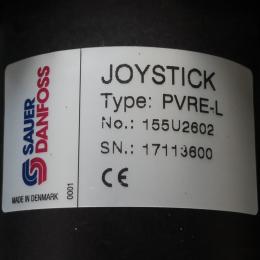 JOYSTICK
Type: PVRE-L
No.: 155U2602
SN.: 17113600
CE
SAUER
DANFOSS
MADE IN DENMARK
0001